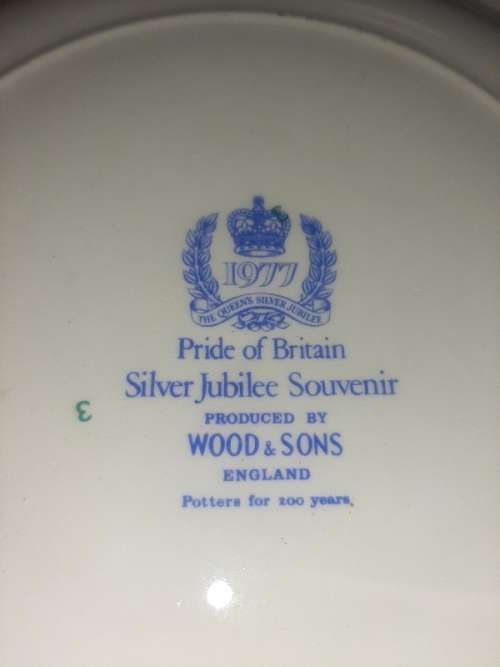 1977
THE QUEEN'S SILVER JUBILEE
Pride of Britain
Silver Jubilee Souvenir
3
PRODUCED BY
WOOD & SONS
ENGLAND
Potters for 200 years.